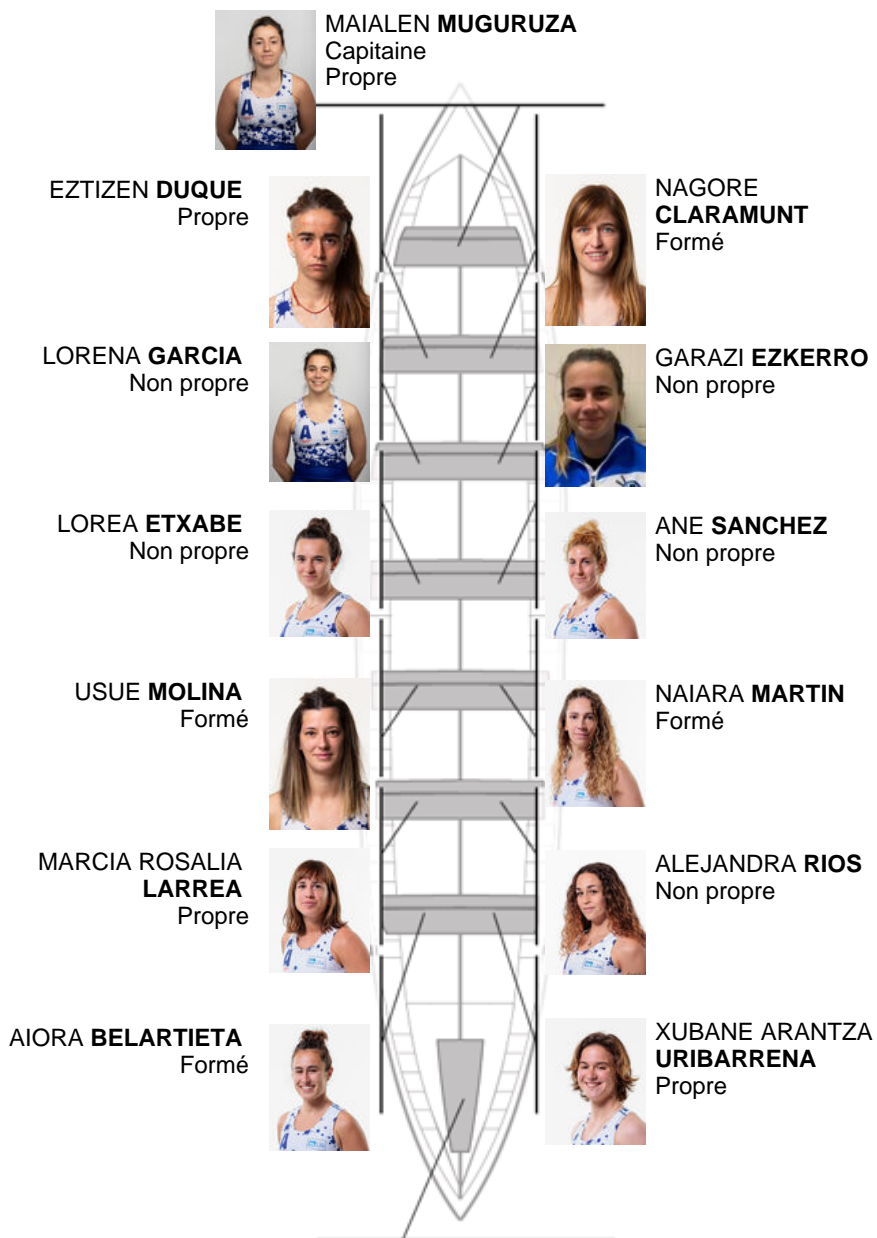 MAIALEN MUGURUZA
Capitaine
Propre
EZTIZEN DUQUE
Propre
NAGORE
CLARAMUNT
Formé
LORENA GARCIA
Non propre
GARAZI EZKERRO
Non propre
LOREA ETXABE
Non propre
ANE SANCHEZ
Non propre
USUE MOLINA
Formé
NAIARA MARTIN
Formé
MARCIA ROSALIA
LARREA
Propre
ALEJANDRA RIOS
Non propre
AIORA BELARTIETA
Formé
XUBANE ARANTZA
URIBARRENA
Propre